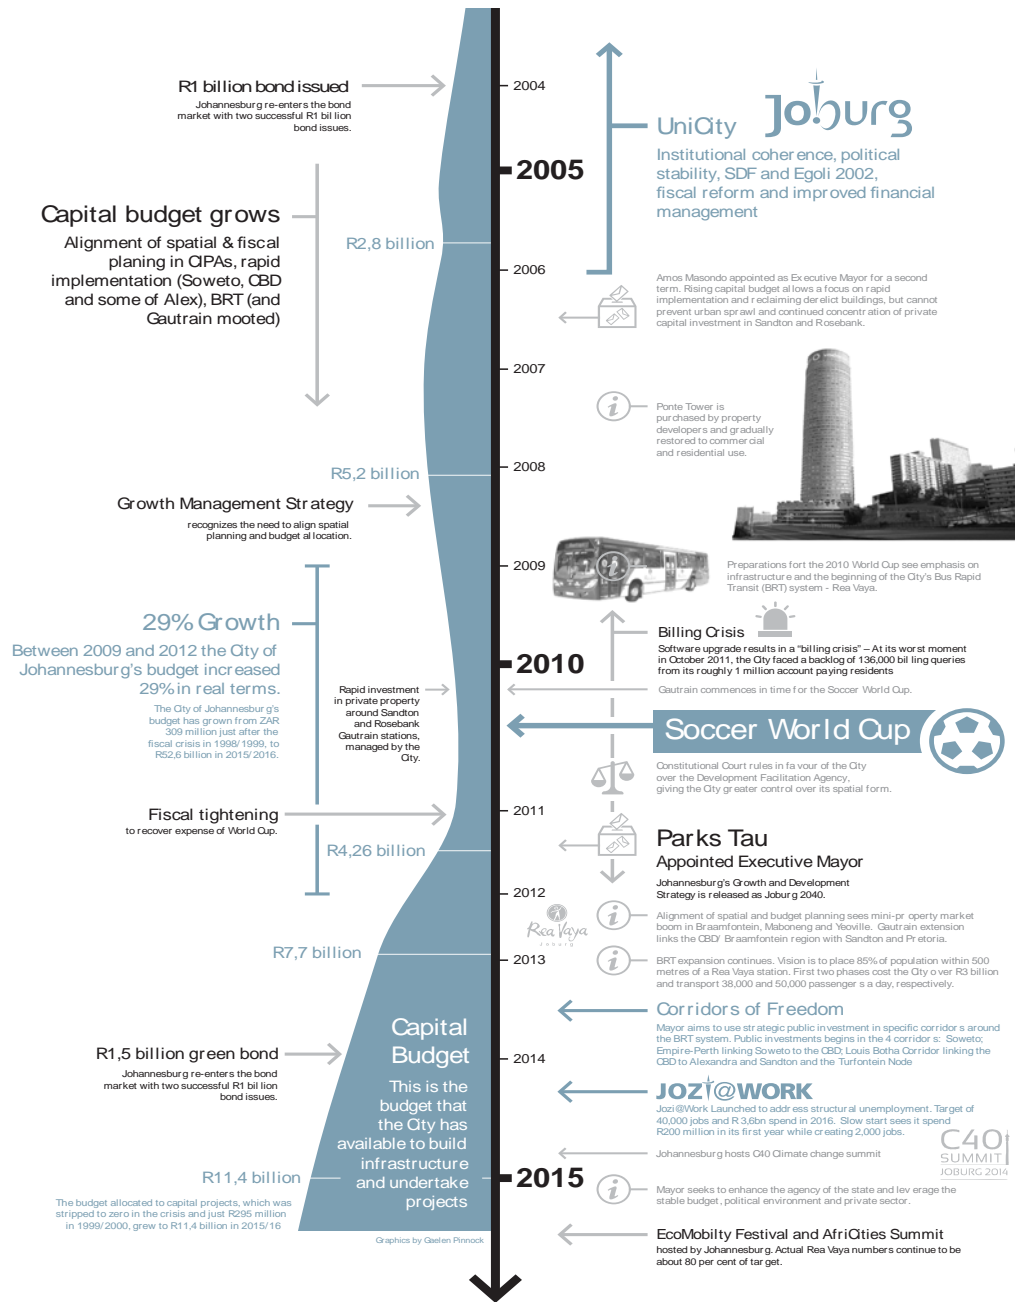 R1 billion bond issued
Johannesburg re-enters the bond
market with two successful R1 billion
bond issues.
Capital budget grows
Alignment of spatial & fiscal
planing in CIPAs, rapid
implementation (Soweto, CBD
and some of Alex), BRT (and
Gautrain mooted)
R2,8 billion
R5,2 billion
Growth Management Strategy
recognizes the need to align spatial
planning and budget allocation.
29% Growth
Between 2009 and 2012 the City of
Johannesburg's budget increased
29% in real terms.
The City of Johannesburg's
budget has grown from ZAR
309 million just after the
fiscal crisis in 1998/1999, to
R52,6 billion in 2015/2016.
Rapid investment
in private property
around Sandton
and Rosebank
Gautrain stations,
managed by the
City.
Fiscal tightening
to recover expense of World Cup.
R4,26 billion
R7,7 billion
R1,5 billion green bond
Johannesburg re-enters the bond
market with two successful R1 billion
bond issues.
Capital
Budget
This is the
budget that
the City has
available to build
infrastructure
and undertake
projects
R11,4 billion
The budget allocated to capital projects, which was
stripped to zero in the crisis and just R295 million
in 1999/2000, grew to R11,4 billion in 2015/16
Graphics by Gaelen Pinnock
2004
2005
2006
2007
2008
2009
2010
2011
2012
2013
2014
2015
UniCity
Joburg
Institutional coherence, political
stability, SDF and Egoli 2002,
fiscal reform and improved financial
management
Amos Masondo appointed as Executive Mayor for a second
term. Rising capital budget allows a focus on rapid
implementation and reclaiming derelict buildings, but cannot
prevent urban sprawl and continued concentration of private
capital investment in Sandton and Rosebank.
i
Ponte Tower is
purchased by property
developers and gradually
restored to commercial
and residential use.
i
Preparations fort the 2010 World Cup see emphasis on
infrastructure and the beginning of the City's Bus Rapid
Transit (BRT) system - Rea Vaya.
Billing Crisis
Software upgrade results in a "billing crisis" – At its worst moment
in October 2011, the City faced a backlog of 136,000 billing queries
from its roughly 1 million account paying residents
Gautrain commences in time for the Soccer World Cup.
Soccer World Cup
Constitutional Court rules in favour of the City
over the Development Facilitation Agency,
giving the City greater control over its spatial form.
Parks Tau
Appointed Executive Mayor
Johannesburg's Growth and Development
Strategy is released as Joburg 2040.
Rea Vaya
Joburg
i
Alignment of spatial and budget planning sees mini-property market
boom in Braamfontein, Maboneng and Yeoville. Gautrain extension
links the CBD/ Braamfontein region with Sandton and Pretoria.
i
BRT expansion continues. Vision is to place 85% of population within 500
metres of a Rea Vaya station. First two phases cost the City over R3 billion
and transport 38,000 and 50,000 passengers a day, respectively.
Corridors of Freedom
Mayor aims to use strategic public investment in specific corridors around
the BRT system. Public investments begins in the 4 corridors: Soweto;
Empire-Perth linking Soweto to the CBD; Louis Botha Corridor linking the
CBD to Alexandra and Sandton and the Turfontein Node
JOZI@WORK
Jozi@Work Launched to address structural unemployment. Target of
40,000 jobs and R3,6bn spend in 2016. Slow start sees it spend
R200 million in its first year while creating 2,000 jobs.
C40
SUMMIT
JOBURG 2014
Johannesburg hosts C40 Climate change summit
i
Mayor seeks to enhance the agency of the state and leverage the
stable budget, political environment and private sector.
EcoMobilty Festival and AfriCities Summit
hosted by Johannesburg. Actual Rea Vaya numbers continue to be
about 80 per cent of target.